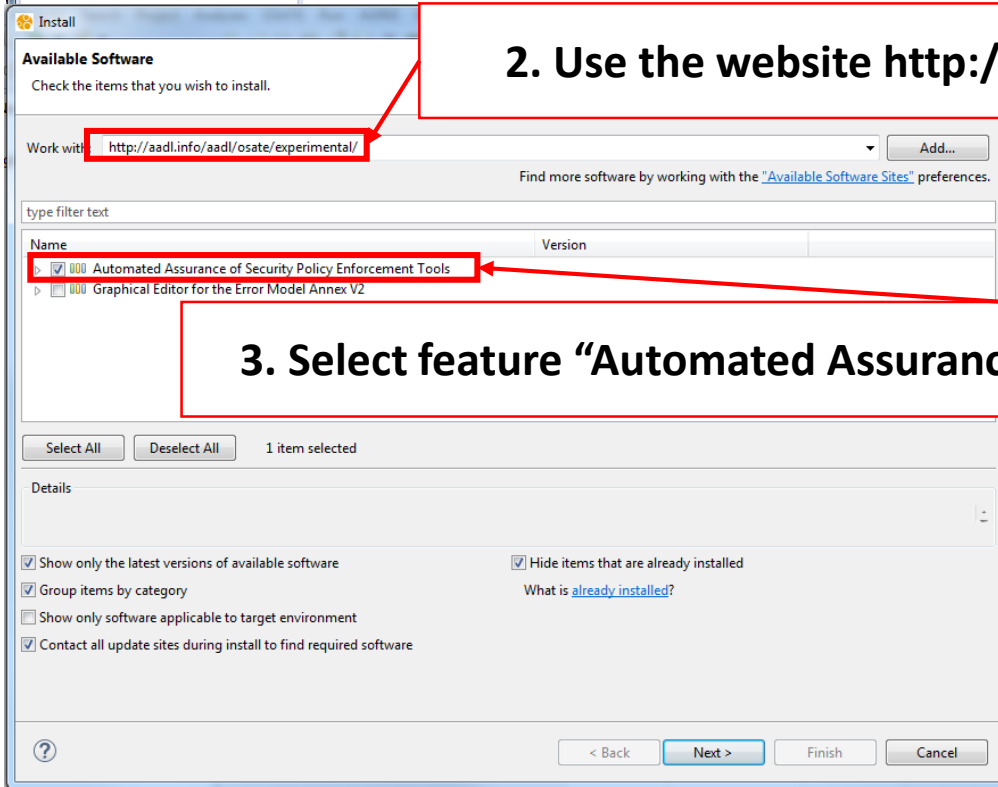 Install
2. Use the website http:/
Available Software
Check the items that you wish to install.
Work with: http://aadl.info/aadl/osate/experimental/ Add...
Find more software by working with the "Available Software Sites" preferences.
type filter text
Name Version
Automated Assurance of Security Policy Enforcement Tools
Graphical Editor for the Error Model Annex V2
3. Select feature “Automated Assuranc
Select All Deselect All 1 item selected
Details
Show only the latest versions of available software Hide items that are already installed
Group items by category What is already installed?
Show only software applicable to target environment
Contact all update sites during install to find required software
? < Back Next > Finish Cancel